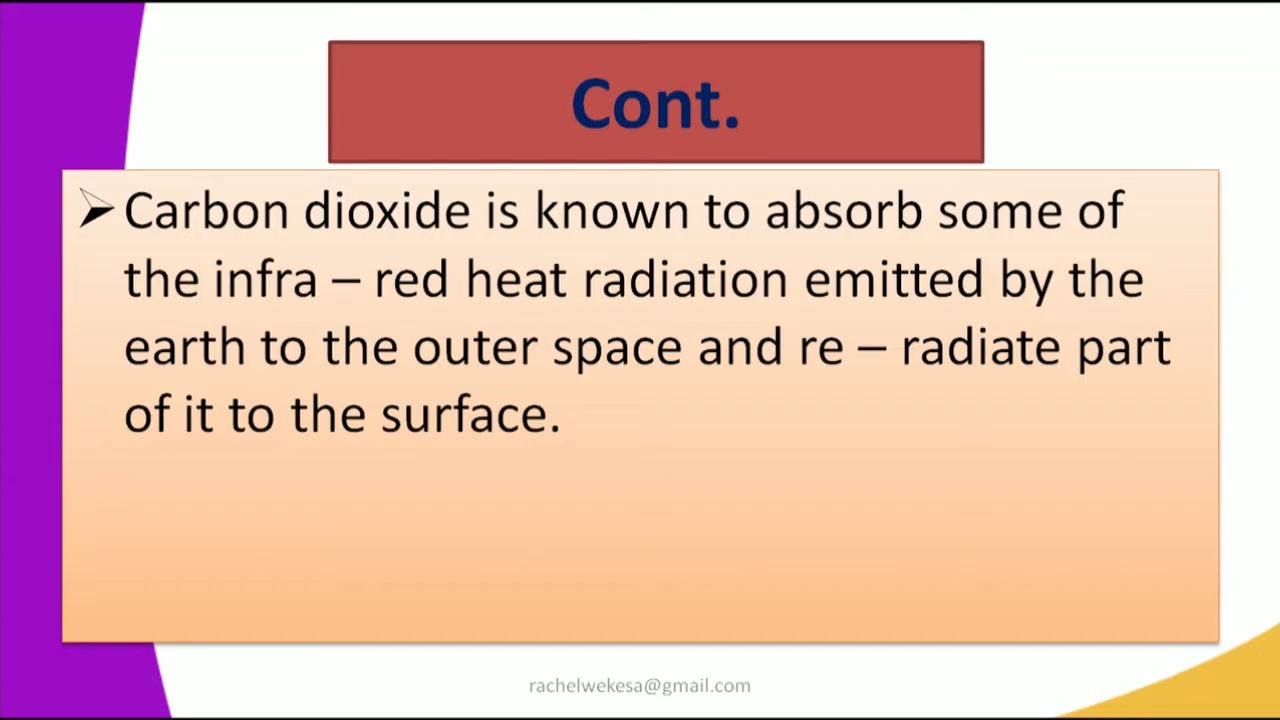 Cont.
Carbon dioxide is known to absorb some of
the infra – red heat radiation emitted by the
earth to the outer space and re – radiate part
of it to the surface.
rachelwekesa@gmail.com